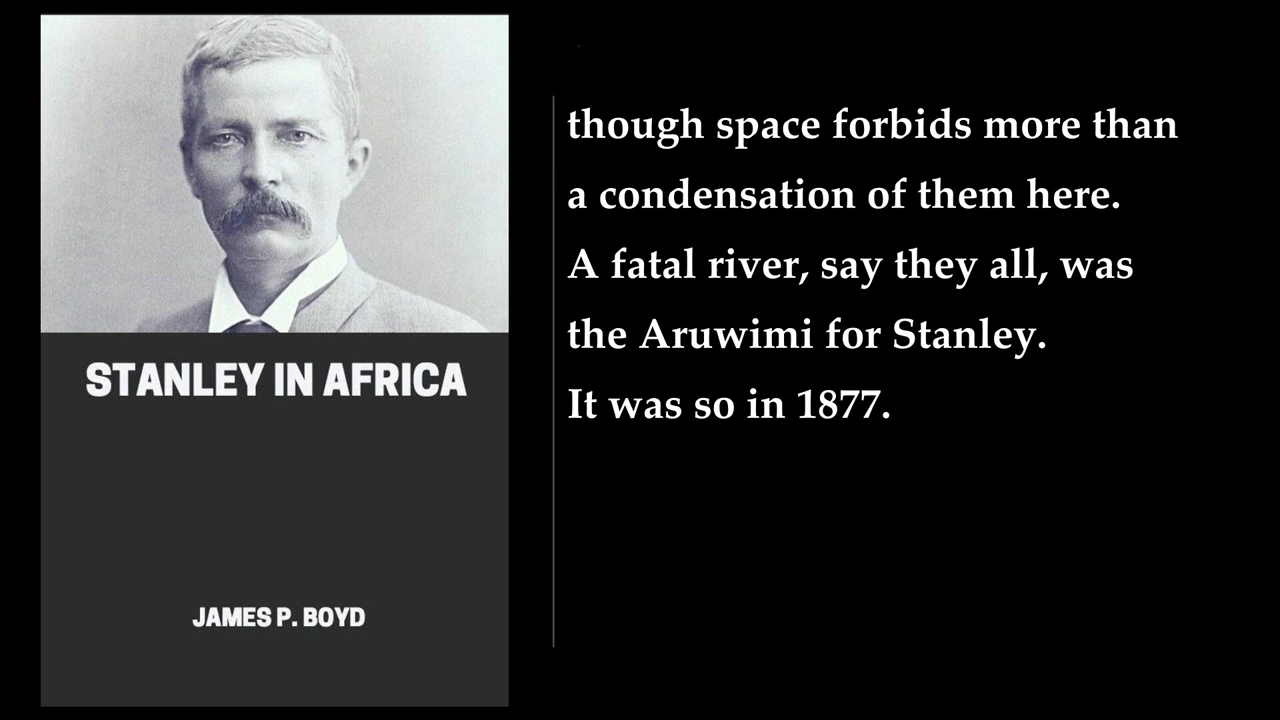 STANLEY IN AFRICA
JAMES P. BOYD
though space forbids more than
a condensation of them here.
A fatal river, say they all, was
the Aruwimi for Stanley.
It was so in 1877.